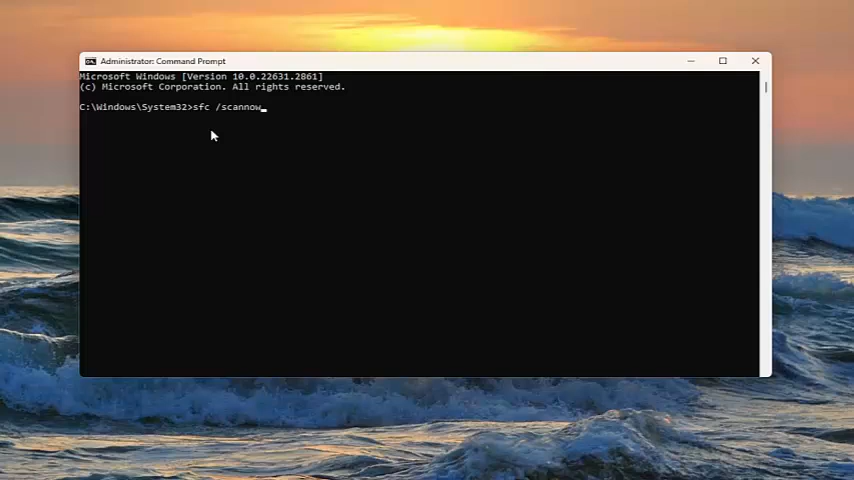 Administrator: Command Prompt
Microsoft Windows [Version 10.0.22631.2861]
(c) Microsoft Corporation. All rights reserved.
C:\Windows\System32>sfc /scannow